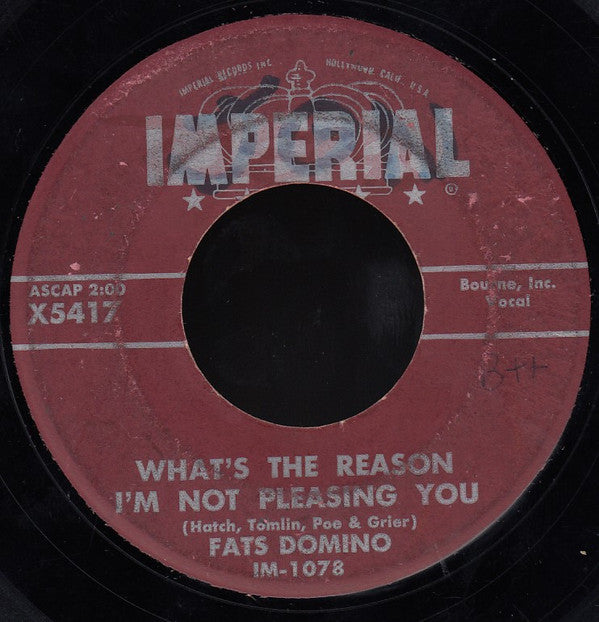 IMPERIAL RECORDS INC. HOLLYWOOD, CALIF. U.S.A.
IMPERIAL ®
ASCAP 2:00
X5417
Bourne, Inc.
Vocal
B++
WHAT'S THE REASON
I'M NOT PLEASING YOU
(Hatch, Tomlin, Poe & Grier)
FATS DOMINO
IM-1078